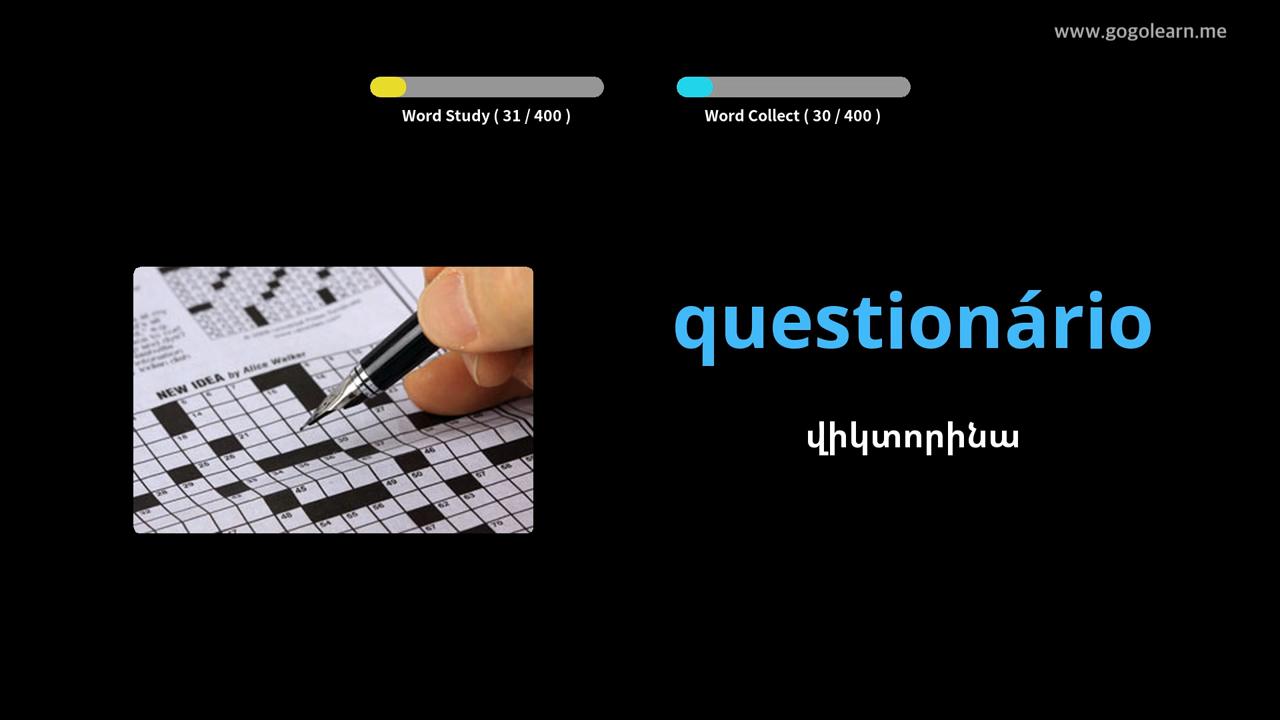 www.gogolearn.me
Word Study ( 31 / 400 )
Word Collect ( 30 / 400 )
NEW IDEA by Alice Walker
questionário
վիկտորինա